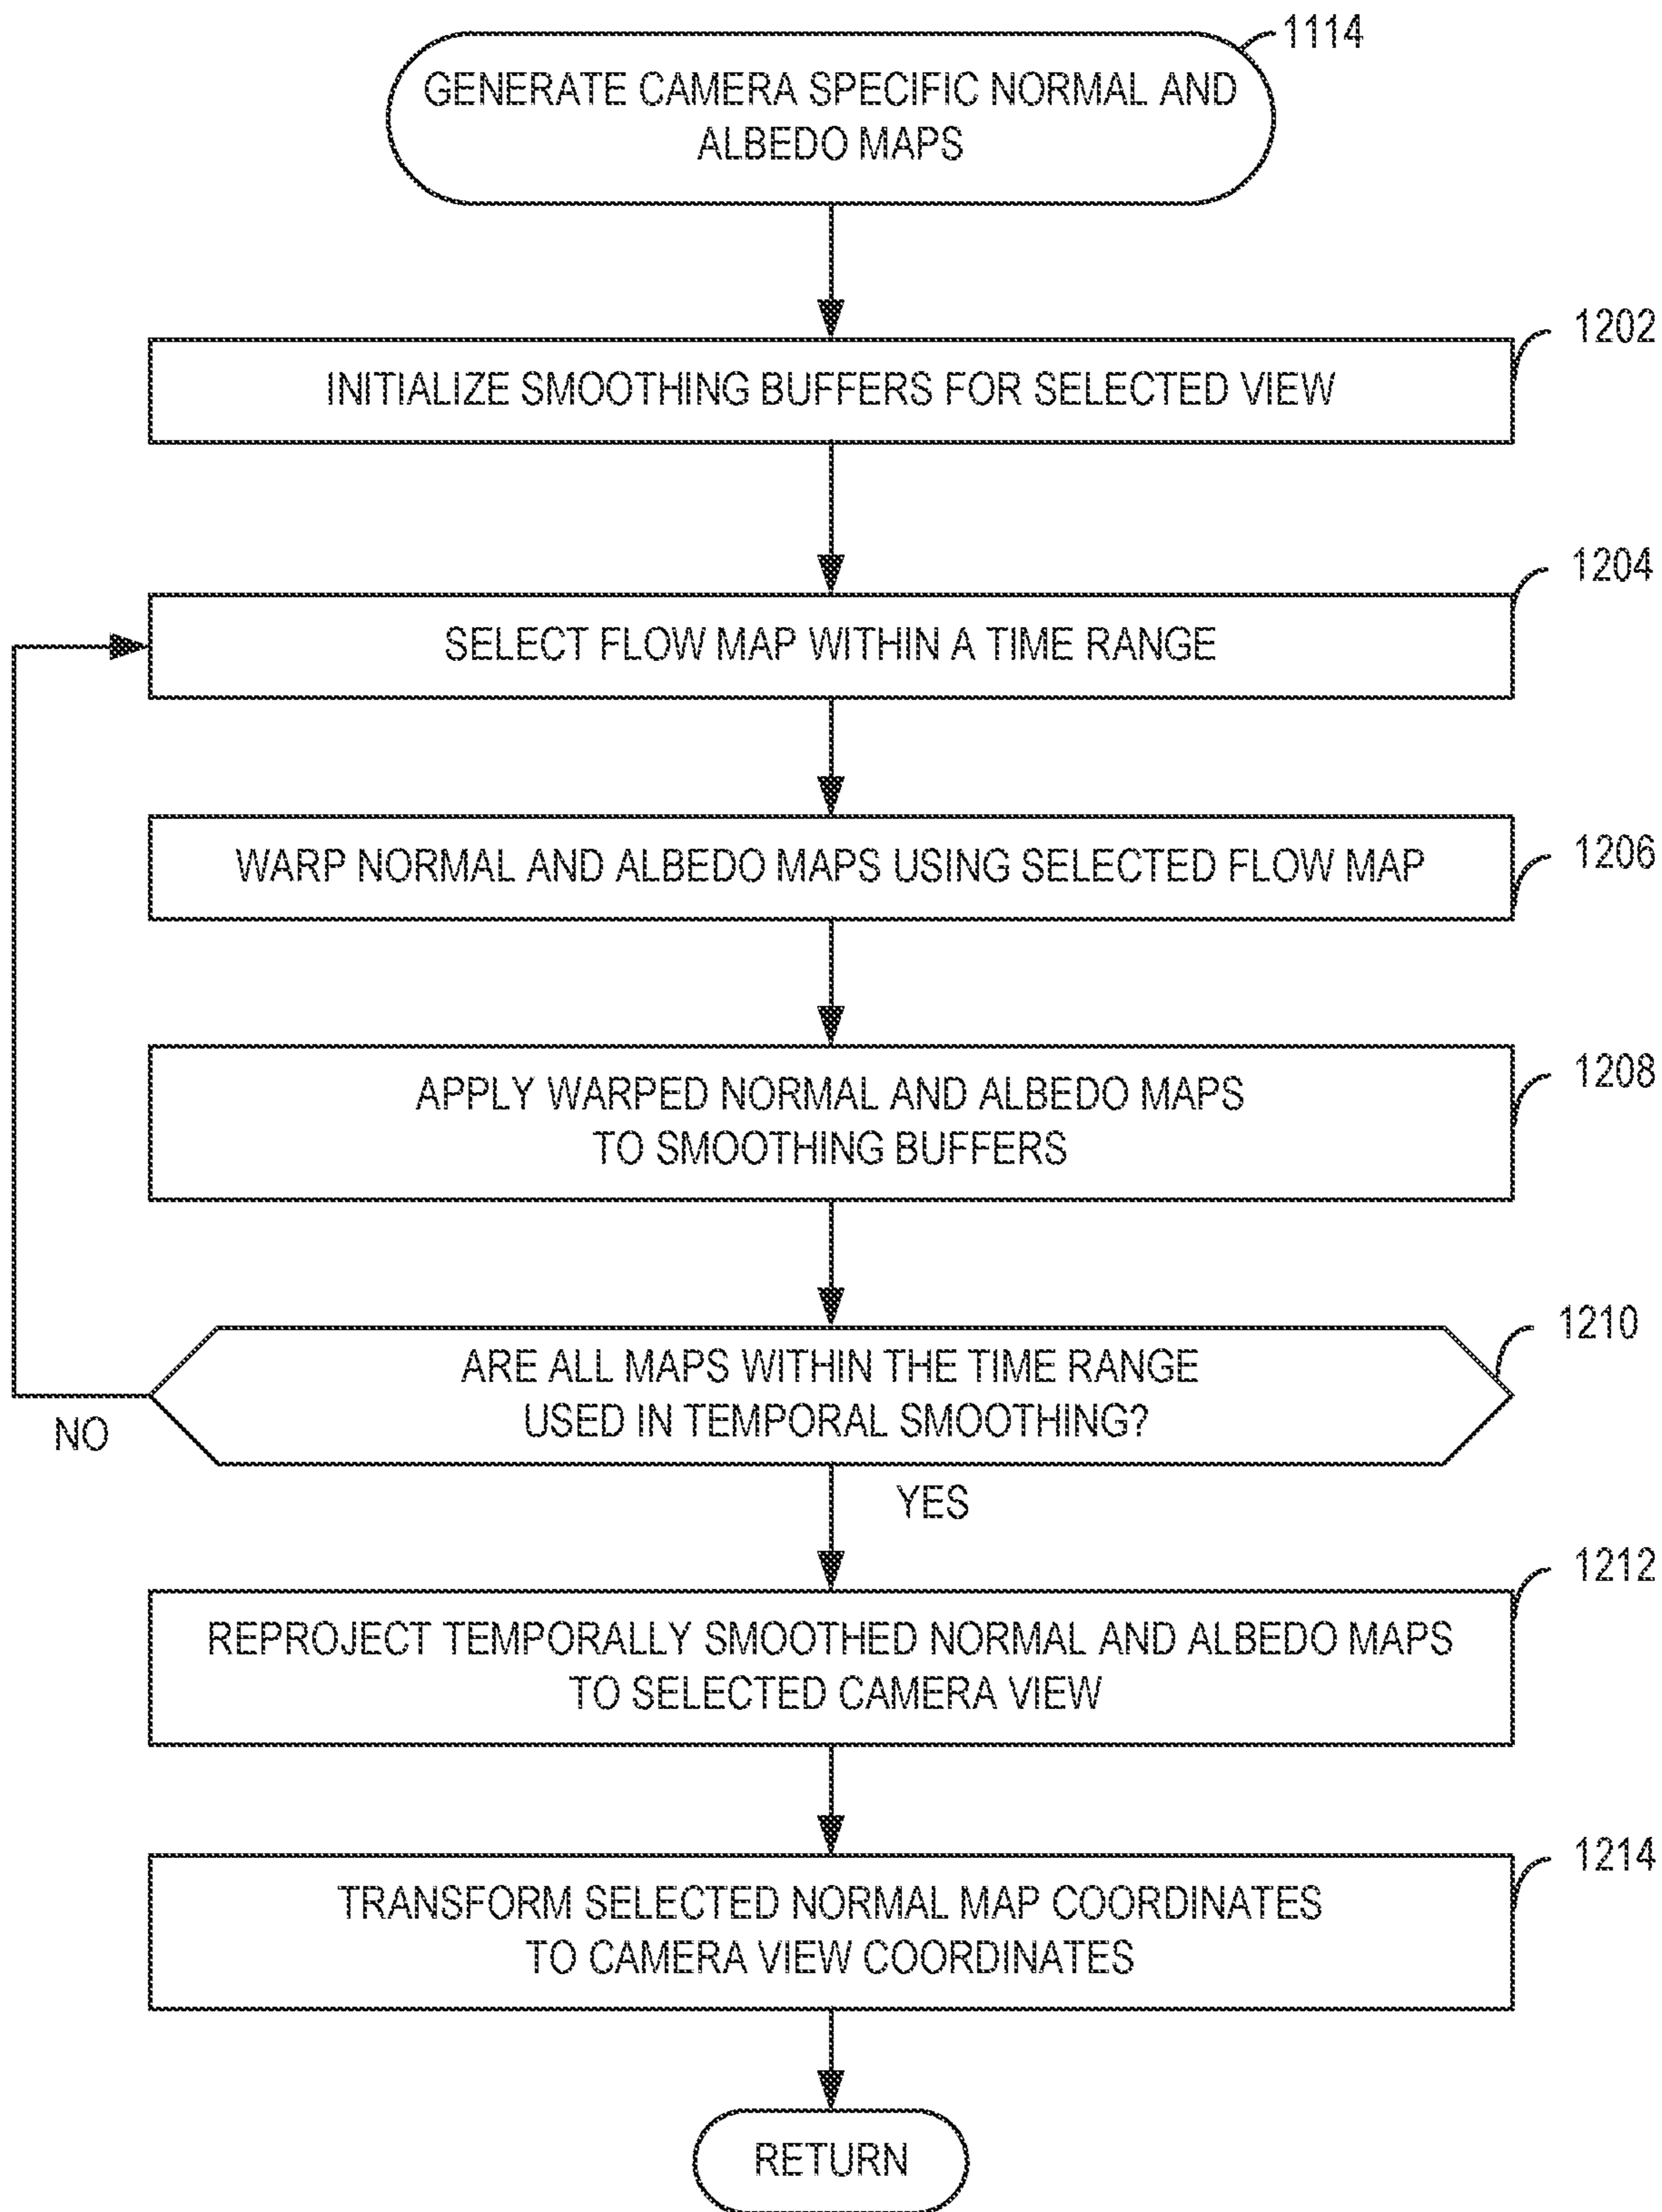 1114
GENERATE CAMERA SPECIFIC NORMAL AND
ALBEDO MAPS
1202
INITIALIZE SMOOTHING BUFFERS FOR SELECTED VIEW
1204
SELECT FLOW MAP WITHIN A TIME RANGE
1206
WARP NORMAL AND ALBEDO MAPS USING SELECTED FLOW MAP
1208
APPLY WARPED NORMAL AND ALBEDO MAPS
TO SMOOTHING BUFFERS
1210
ARE ALL MAPS WITHIN THE TIME RANGE
USED IN TEMPORAL SMOOTHING?
NO
YES
1212
REPROJECT TEMPORALLY SMOOTHED NORMAL AND ALBEDO MAPS
TO SELECTED CAMERA VIEW
1214
TRANSFORM SELECTED NORMAL MAP COORDINATES
TO CAMERA VIEW COORDINATES
RETURN